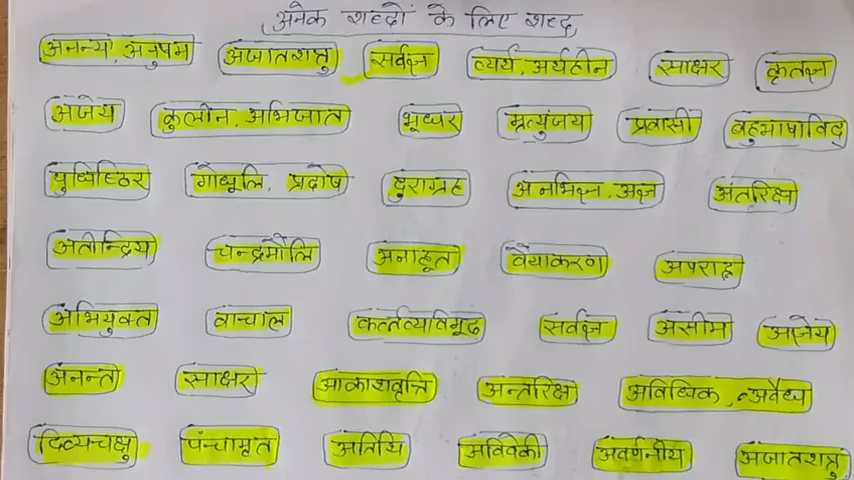 अनेक शब्दों के लिए शब्द
अनन्य, अनुपम अजातशत्रु सर्वज्ञ व्यर्थ, अर्थहीन साक्षर कृतज्ञ
अजेय कुलीन, अभिजात भूधर मृत्युंजय प्रवासी बहुभाषाविद्
युधिष्ठिर गोधूलि, प्रदोष दुराग्रह अनभिज्ञ, अज्ञ अंतरिक्ष
अतीन्द्रिय चन्द्रमौलि अनाहूत वैयाकरण अपराह्न
अभियुक्त वाचाल कर्त्तव्यविमूढ़ सर्वज्ञ असीम अज्ञेय
अनन्त साक्षर आकाशवृत्ति अन्तरिक्ष अविधिक, अवैध
दिव्यचक्षु पंचामृत अतिथि अविवेकी अवर्णनीय अजातशत्रु